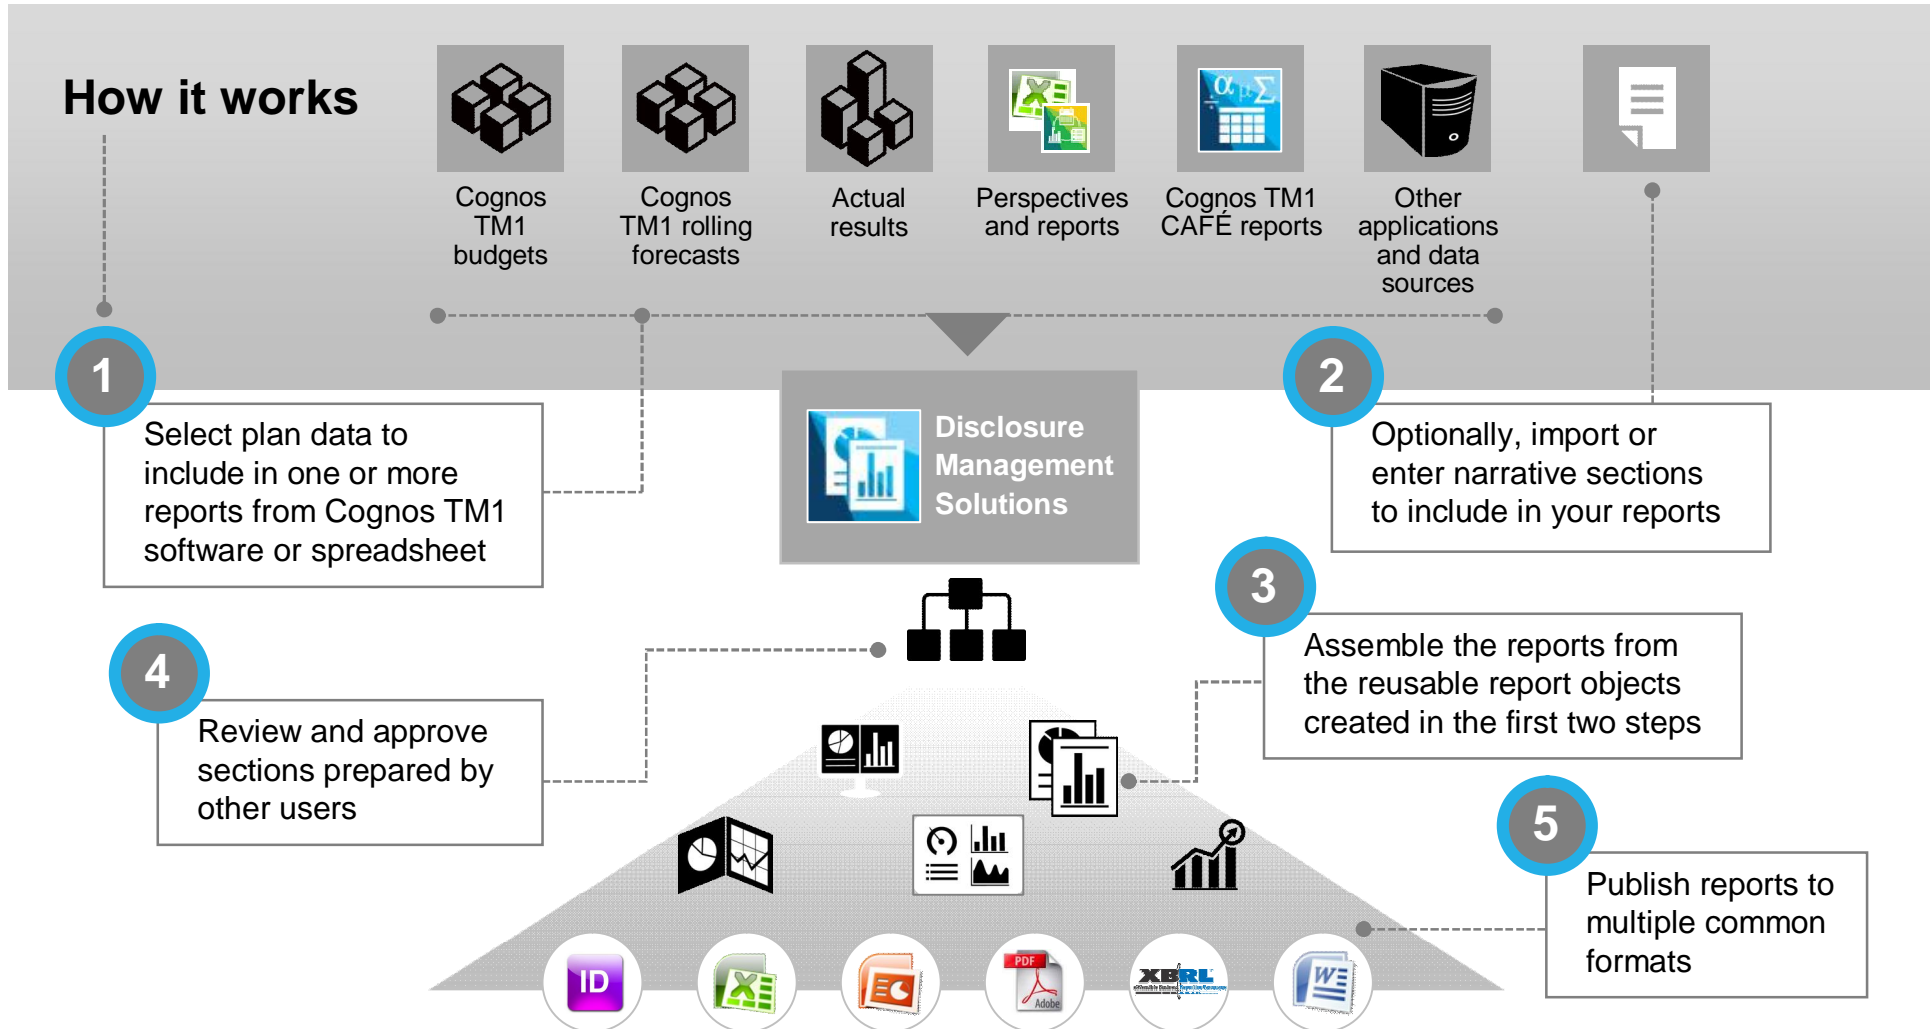 How it works
Cognos
TM1
budgets
Cognos
TM1 rolling
forecasts
Actual
results
Perspectives
and reports
α μ Σ
÷
Cognos TM1
CAFÉ reports
Other
applications
and data
sources
1
Select plan data to
include in one or more
reports from Cognos TM1
software or spreadsheet
Disclosure
Management
Solutions
2
Optionally, import or
enter narrative sections
to include in your reports
3
Assemble the reports from
the reusable report objects
created in the first two steps
4
Review and approve
sections prepared by
other users
5
Publish reports to
multiple common
formats
ID
X
PDF
Adobe
XBRL
W